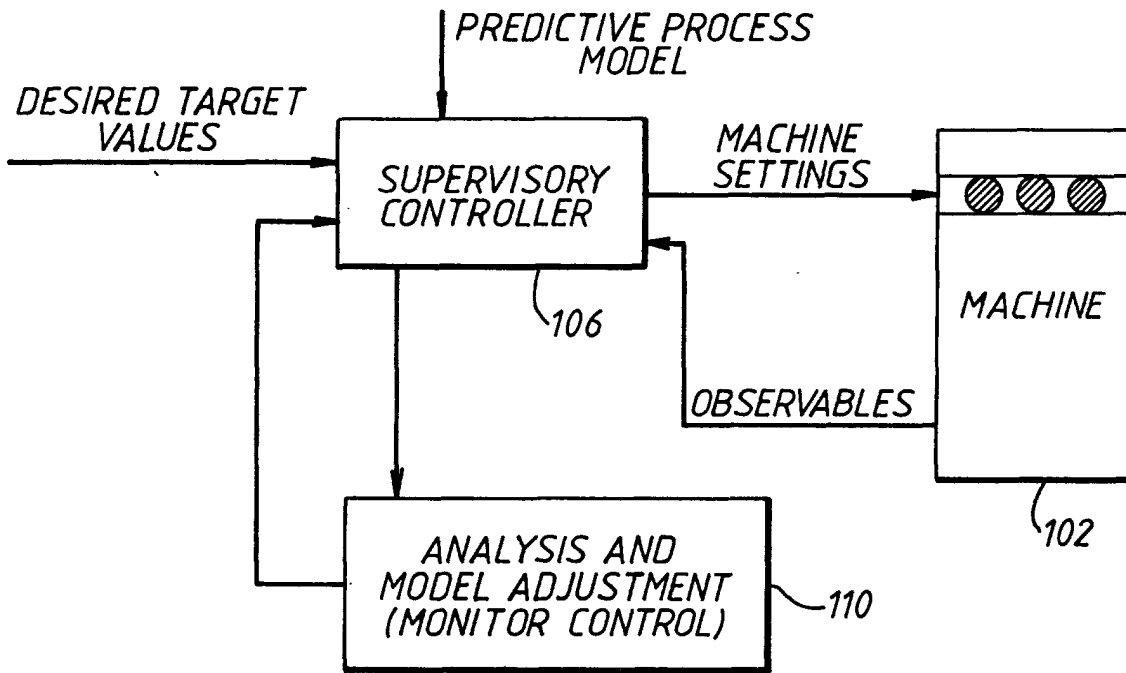 PREDICTIVE PROCESS
MODEL
DESIRED TARGET
VALUES
SUPERVISORY
CONTROLLER
MACHINE
SETTINGS
106
MACHINE
OBSERVABLES
102
ANALYSIS AND
MODEL ADJUSTMENT
(MONITOR CONTROL)
110